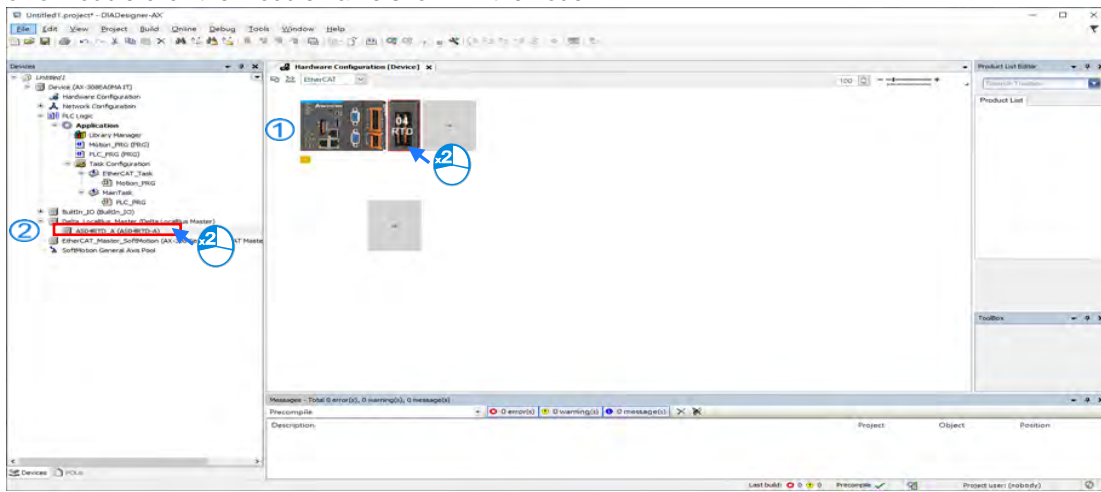 Untitled1.project* - DIADesigner-AX
File Edit View Project Build Online Debug Tools Window Help
Devices
Hardware Configuration (Device)
Product List Editor
Untitled1
EtherCAT
100
Device (AX-308EA0MA1T)
Hardware Configuration
Product List
Network Configuration
PLC Logic
Application
04
RTD
Library Manager
1
x2
Motion_PRG (PRG)
PLC_PRG (PRG)
Task Configuration
EtherCAT_Task
Motion_PRG
MainTask
PLC_PRG
BuiltIn_IO (BuiltIn_IO)
Delta_LocalBus_Master (Delta LocalBus Master)
2
x2
EtherCAT_Master_SoftMotion
AT Maste
SoftMotion General Axis Pool
ToolBox
Messages - Total 0 error(s), 0 warning(s), 0 message(s)
Precompile 0 error(s) 0 warning(s) 0 message(s)
Description Project Object Position
Devices POUs
Last build: 0 0 Precompile Project user: (nobody)